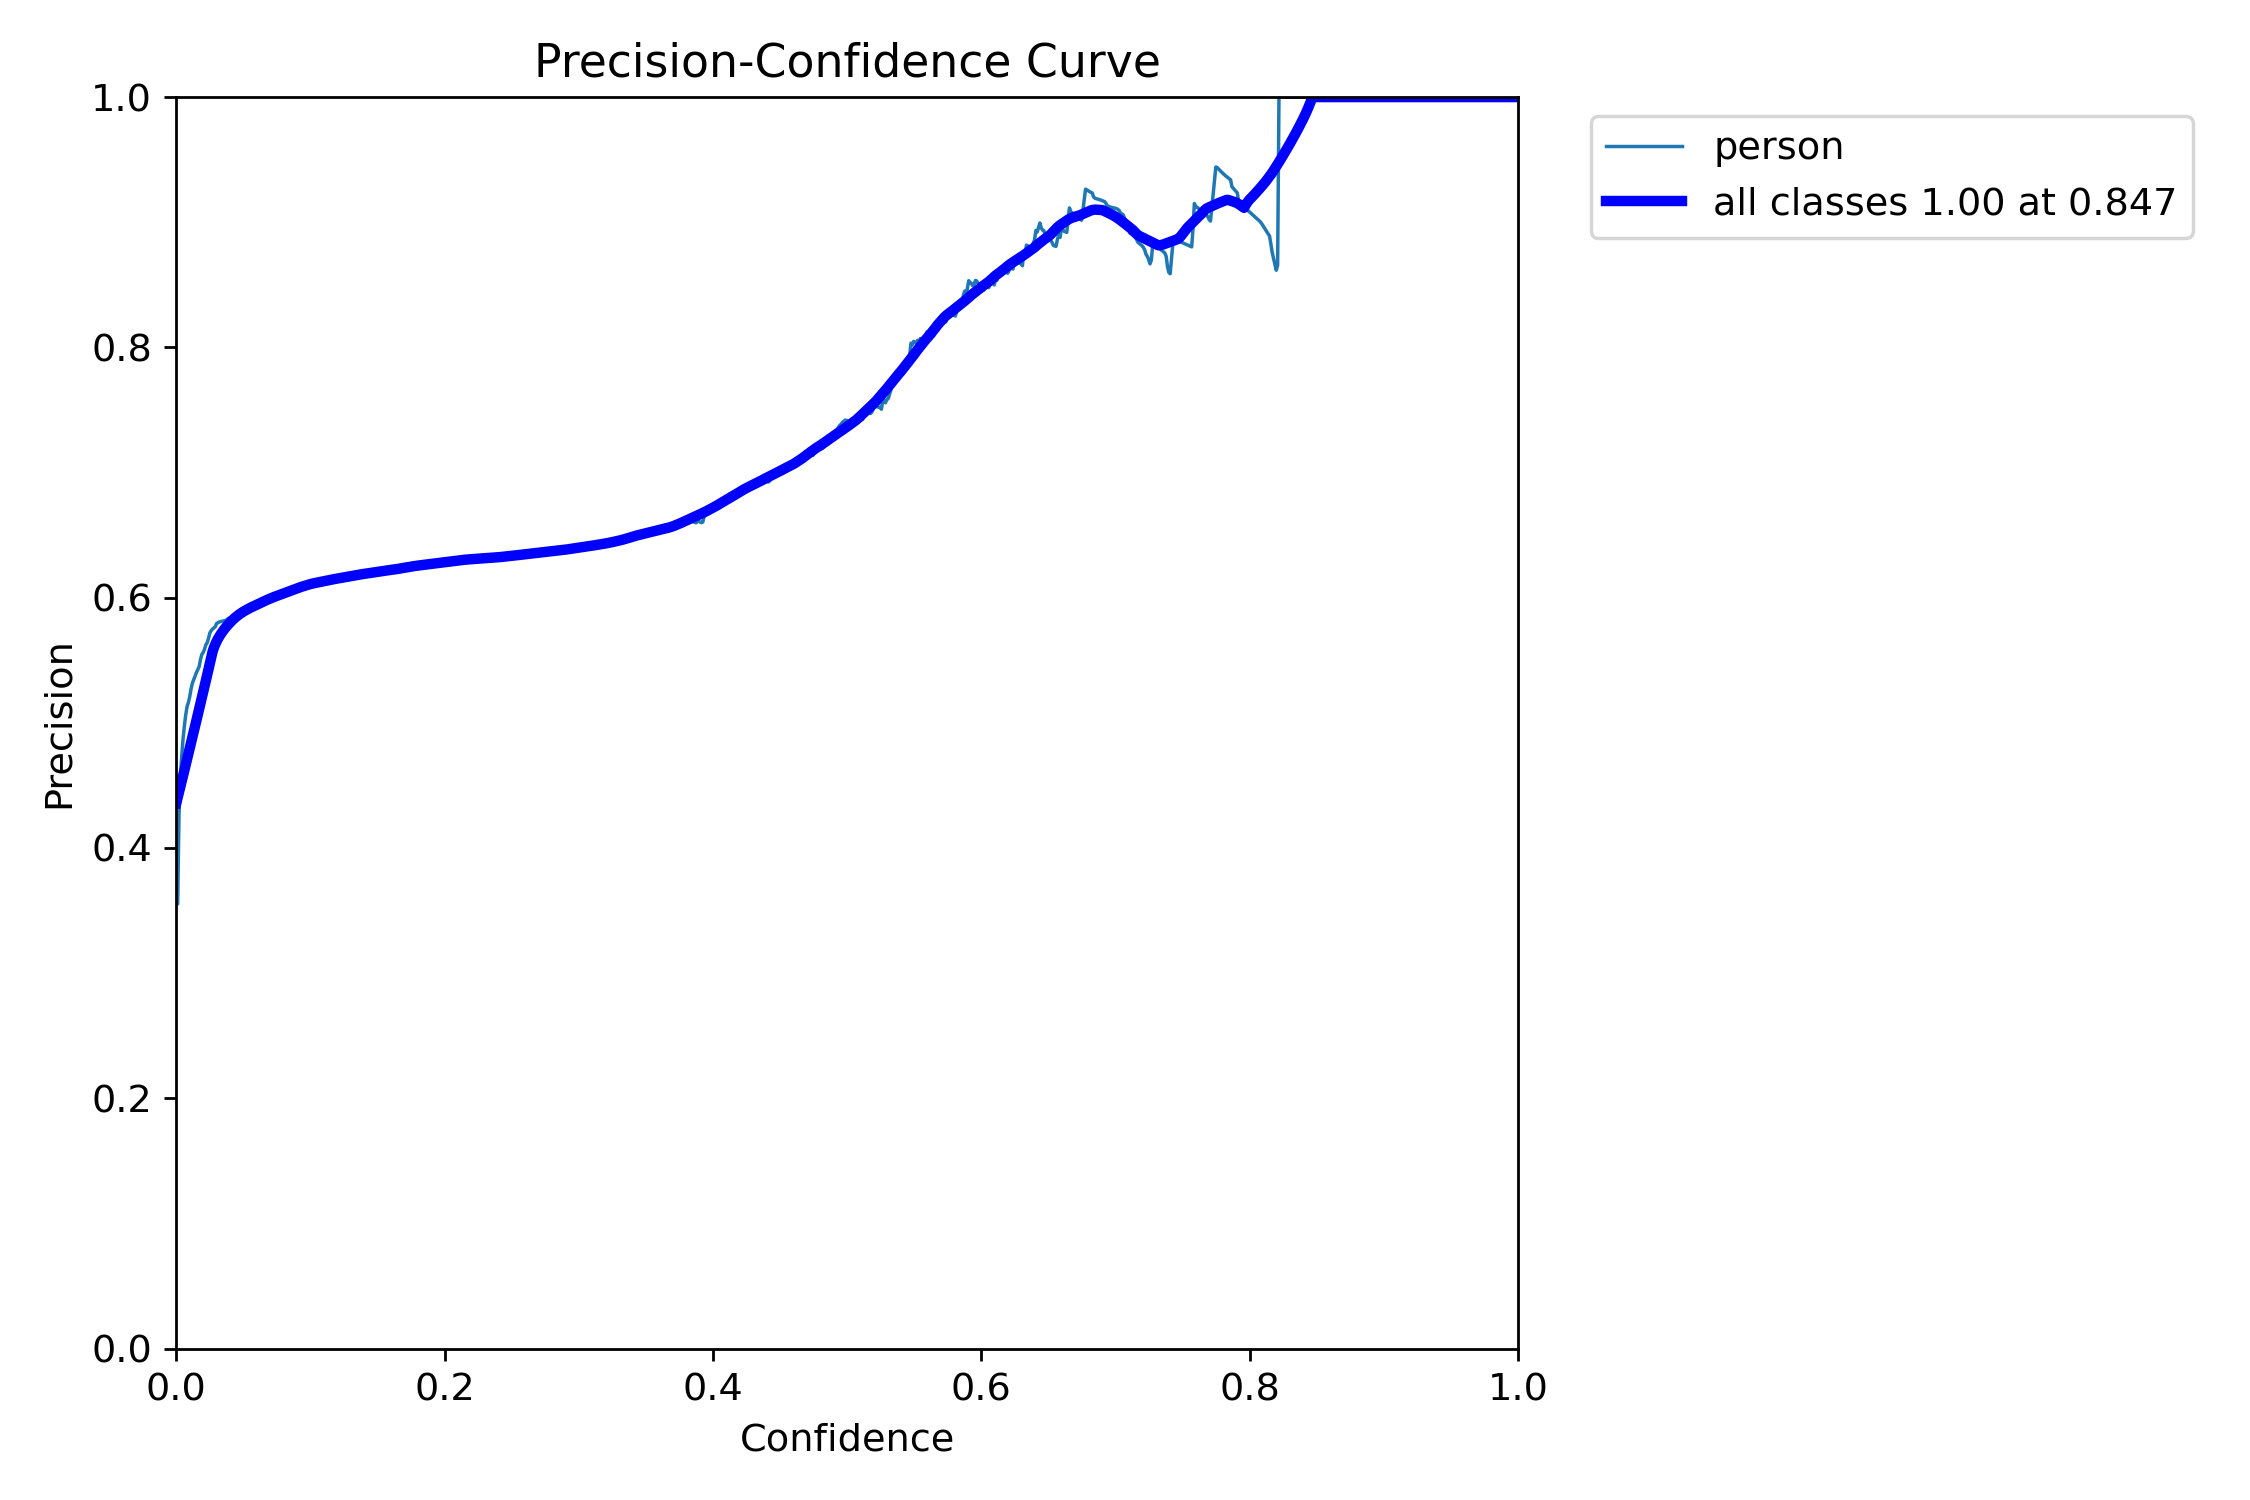 Precision-Confidence Curve
1.0
0.8
0.6
0.4
0.2
0.0
Precision
0.0 0.2 0.4 0.6 0.8 1.0
Confidence
person
all classes 1.00 at 0.847